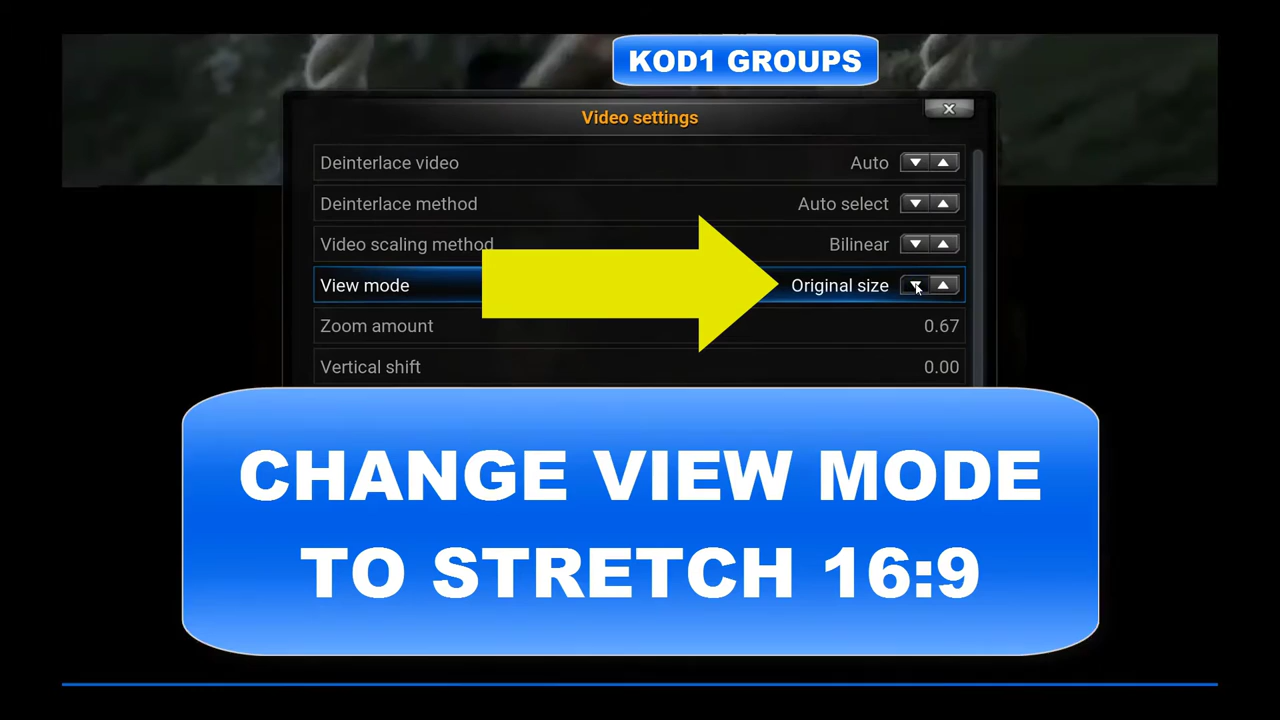 KOD1 GROUPS
Video settings
Deinterlace video Auto
Deinterlace method Auto select
Video scaling method Bilinear
View mode Original size
Zoom amount 0.67
Vertical shift 0.00
CHANGE VIEW MODE
TO STRETCH 16:9